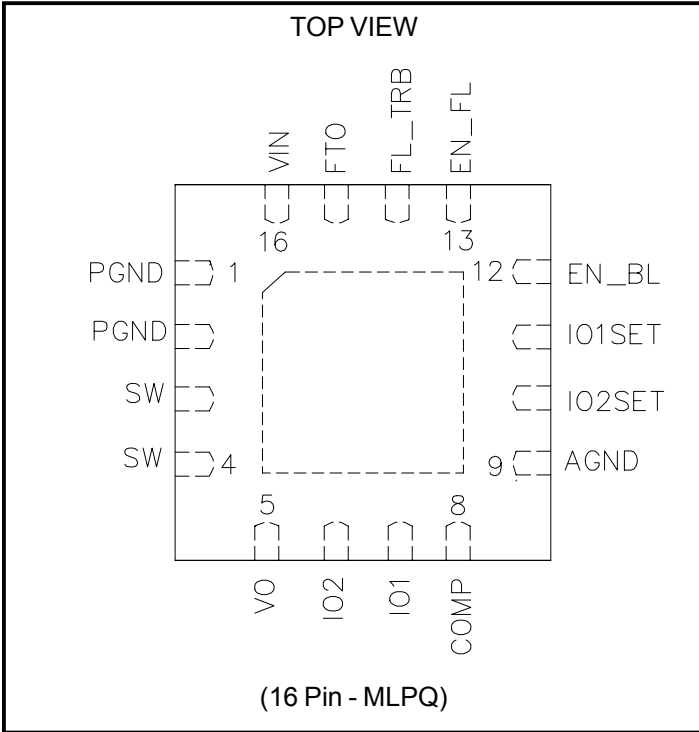 TOP VIEW
VIN
FTO
FL_TRB
EN_FL
16
13
PGND 1
12 EN_BL
PGND
IO1SET
SW
IO2SET
SW 4
9 AGND
5
8
VO
IO2
IO1
COMP
(16 Pin - MLPQ)